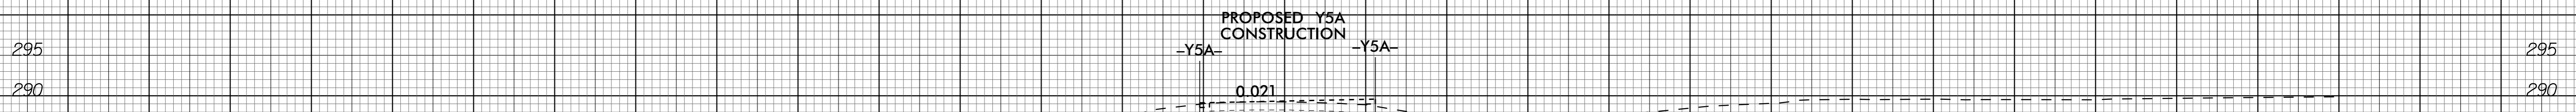 PROPOSED Y5A
CONSTRUCTION
-Y5A- -Y5A-
295 295
290 0.021 290